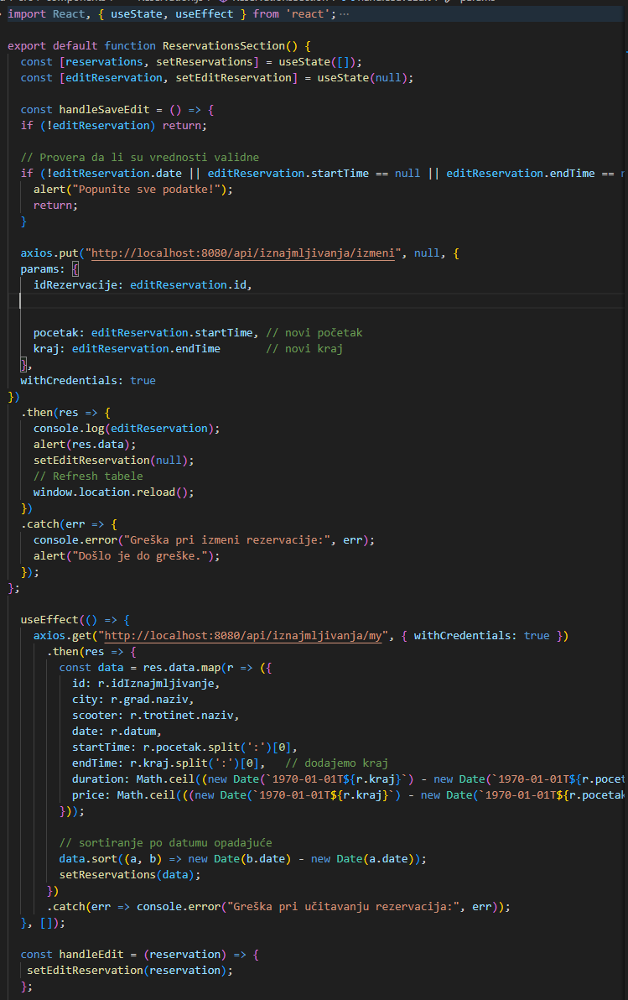 import React, { useState, useEffect } from 'react'; ···
export default function ReservationsSection() {
const [reservations, setReservations] = useState([]);
const [editReservation, setEditReservation] = useState(null);
const handleSaveEdit = () => {
if (!editReservation) return;
// Provera da li su vrednosti validne
if (!editReservation.date || editReservation.startTime == null || editReservation.endTime ==
alert("Popunite sve podatke!");
return;
}
axios.put("http://localhost:8080/api/iznajmljivanja/izmeni", null, {
params: {
idRezervacije: editReservation.id,
pocetak: editReservation.startTime, // novi početak
kraj: editReservation.endTime // novi kraj
},
withCredentials: true
})
.then(res => {
console.log(editReservation);
alert(res.data);
setEditReservation(null);
// Refresh tabele
window.location.reload();
})
.catch(err => {
console.error("Greška pri izmeni rezervacije:", err);
alert("Došlo je do greške.");
});
};
useEffect(() => {
axios.get("http://localhost:8080/api/iznajmljivanja/my", { withCredentials: true })
.then(res => {
const data = res.data.map(r => ({
id: r.idIznajmljivanje,
city: r.grad.naziv,
scooter: r.trotinet.naziv,
date: r.datum,
startTime: r.pocetak.split(':')[0],
endTime: r.kraj.split(':')[0], // dodajemo kraj
duration: Math.ceil((new Date(`1970-01-01T${r.kraj}`) - new Date(`1970-01-01T${r.pocet
price: Math.ceil(((new Date(`1970-01-01T${r.kraj}`) - new Date(`1970-01-01T${r.pocetak
}));
// sortiranje po datumu opadajuće
data.sort((a, b) => new Date(b.date) - new Date(a.date));
setReservations(data);
})
.catch(err => console.error("Greška pri učitavanju rezervacija:", err));
}, []);
const handleEdit = (reservation) => {
setEditReservation(reservation);
};